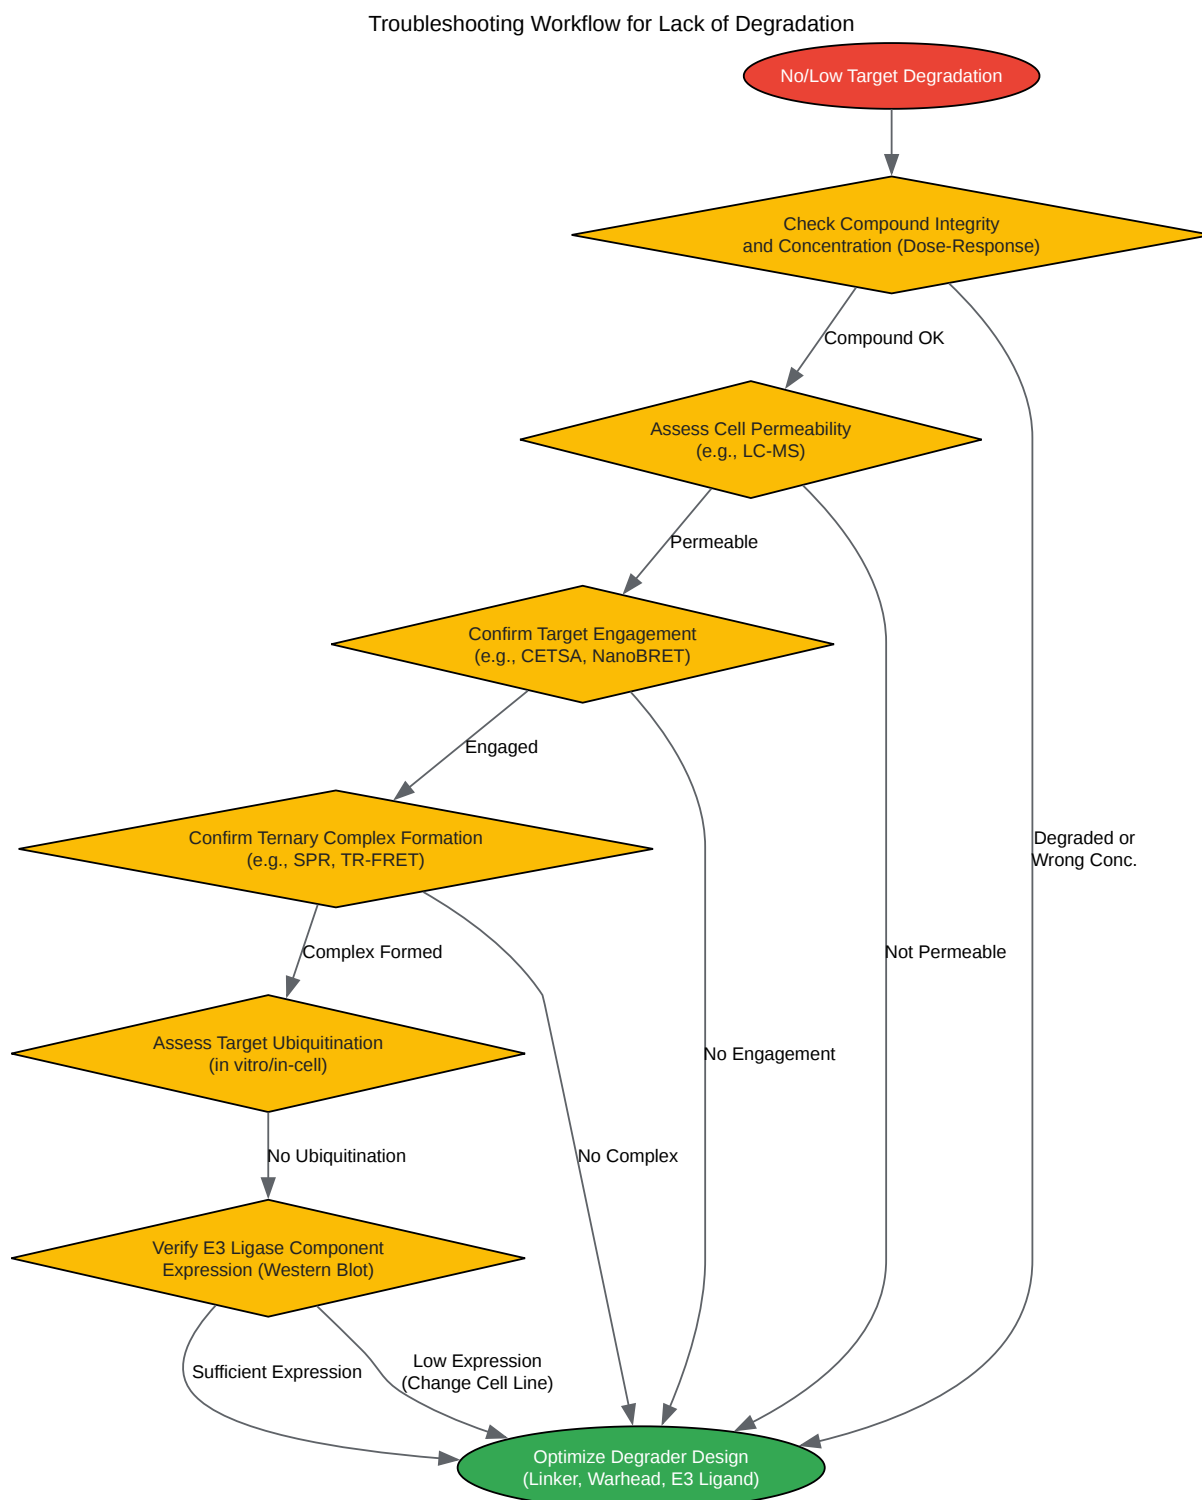 Troubleshooting Workflow for Lack of Degradation
No/Low Target Degradation
Check Compound Integrity
and Concentration (Dose-Response)
Compound OK
Assess Cell Permeability
(e.g., LC-MS)
Permeable
Confirm Target Engagement
(e.g., CETSA, NanoBRET)
Engaged
Confirm Ternary Complex Formation
(e.g., SPR, TR-FRET)
Degraded or
Wrong Conc.
Complex Formed
Not Permeable
Assess Target Ubiquitination
(in vitro/in-cell)
No Engagement
No Ubiquitination
No Complex
Verify E3 Ligase Component
Expression (Western Blot)
Sufficient Expression
Low Expression
(Change Cell Line)
Optimize Degrader Design
(Linker, Warhead, E3 Ligand)